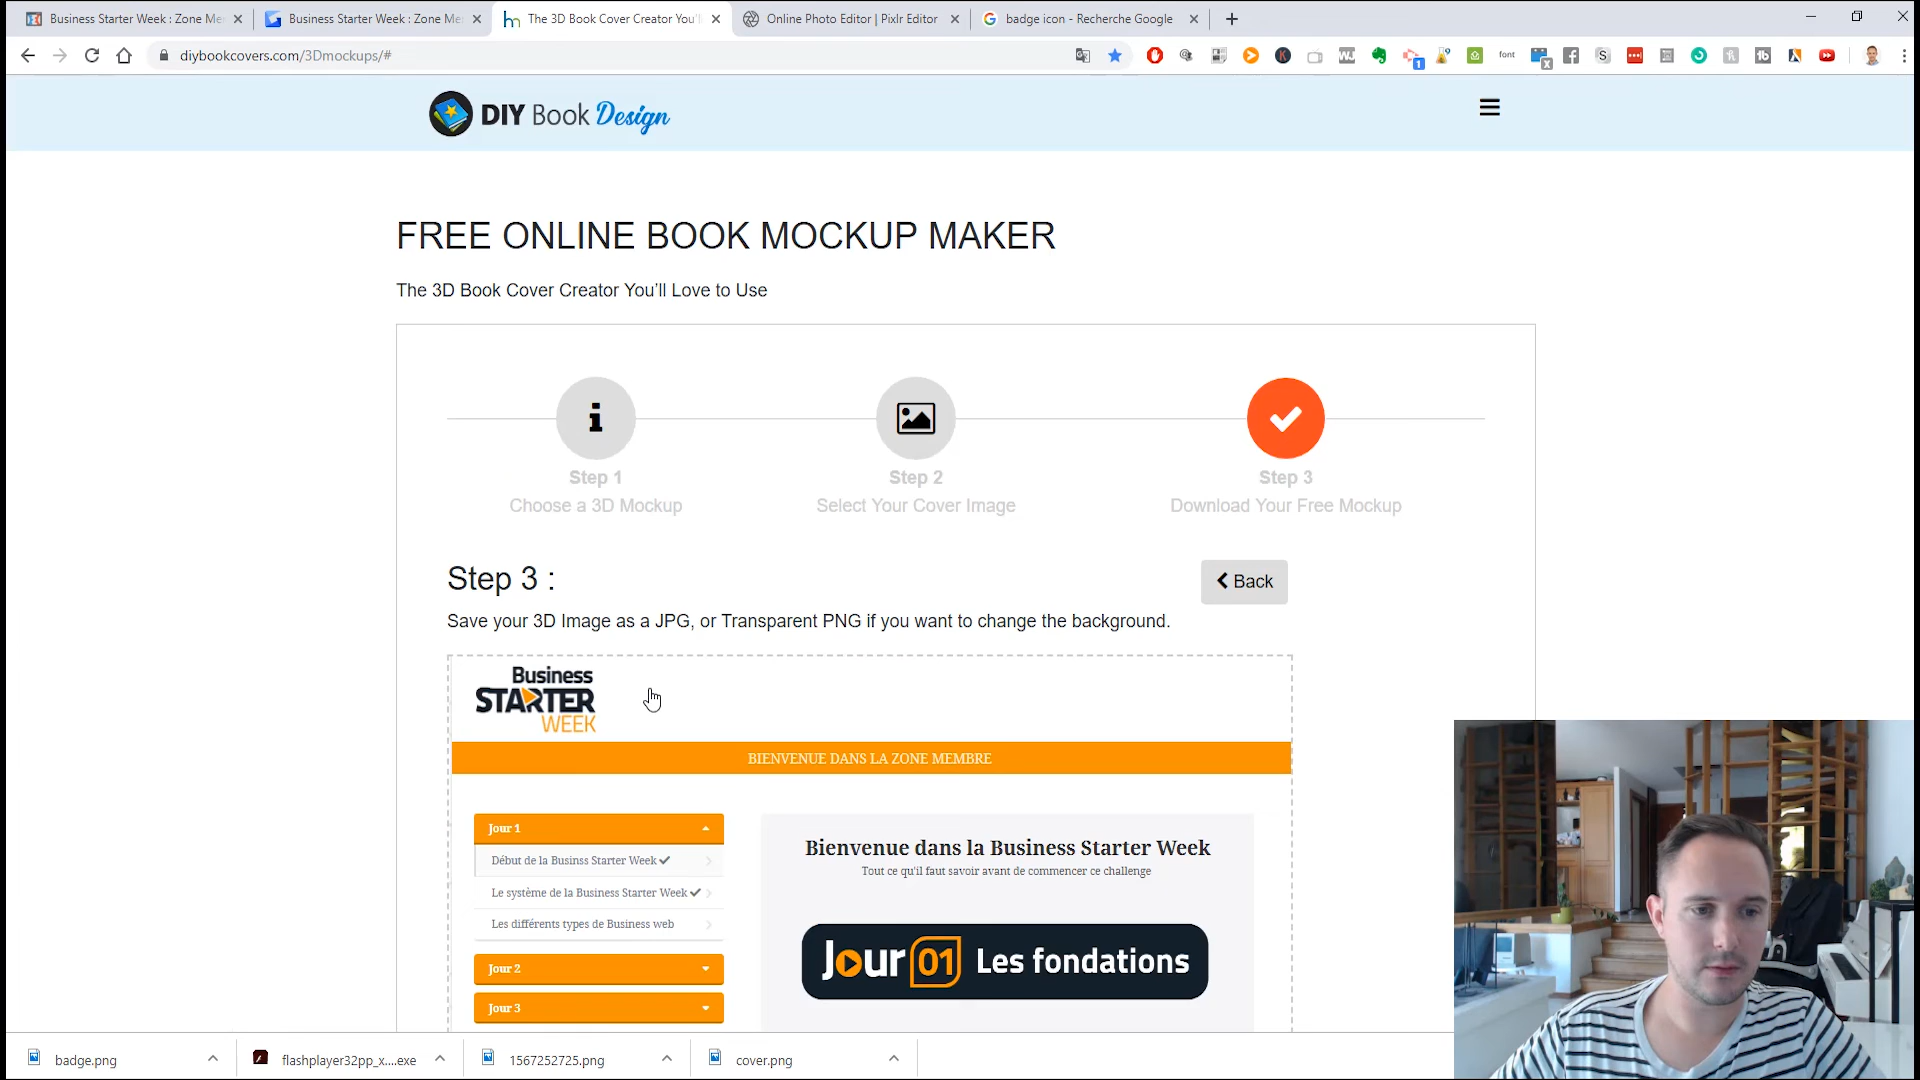 Business Starter Week : Zone Me
Business Starter Week : Zone Me
The 3D Book Cover Creator You'l
Online Photo Editor | Pixlr Editor
badge icon - Recherche Google
diybookcovers.com/3Dmockups/#
font
DIY Book Design
FREE ONLINE BOOK MOCKUP MAKER
The 3D Book Cover Creator You'll Love to Use
Step 1
Choose a 3D Mockup
Step 2
Select Your Cover Image
Step 3
Download Your Free Mockup
Step 3 :
Back
Save your 3D Image as a JPG, or Transparent PNG if you want to change the background.
Business
STARTER
WEEK
BIENVENUE DANS LA ZONE MEMBRE
Jour 1
Début de la Businss Starter Week
Le système de la Business Starter Week
Les différents types de Business web
Jour 2
Jour 3
Bienvenue dans la Business Starter Week
Tout ce qu'il faut savoir avant de commencer ce challenge
Jour 01 Les fondations
badge.png
flashplayer32pp_x....exe
1567252725.png
cover.png